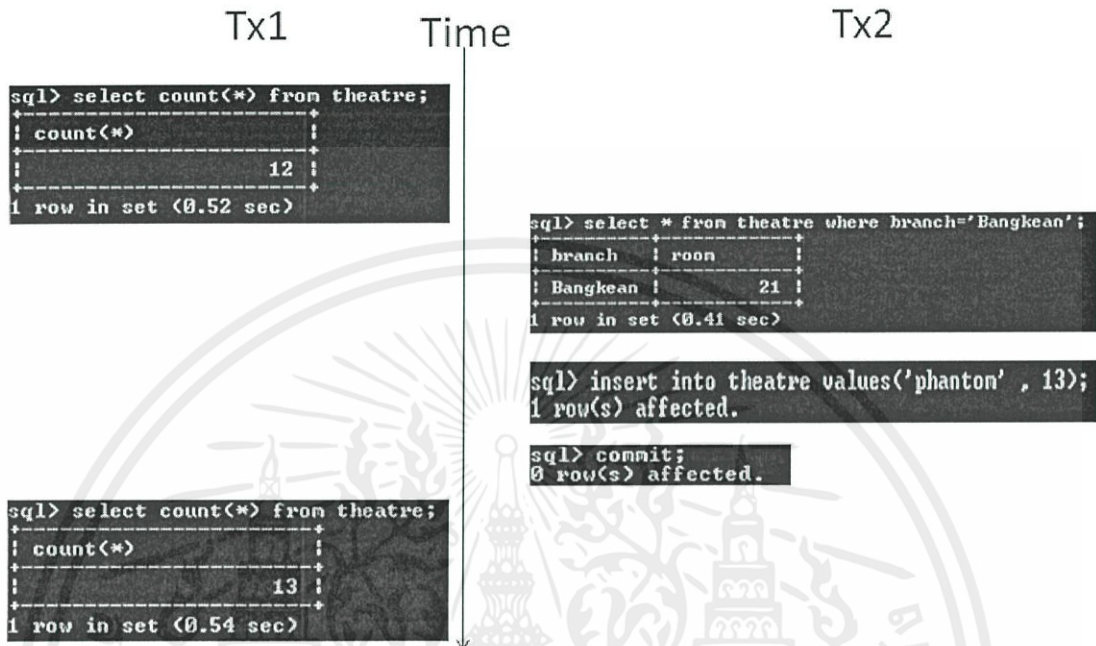 Tx1
Time
Tx2
sql> select count(*) from theatre;
count(*)
12
1 row in set (0.52 sec)
sql> select * from theatre where branch='Bangkean';
branch room
Bangkean 21
1 row in set (0.41 sec)
sql> insert into theatre values('phantom' , 13);
1 row(s) affected.
sql> commit;
0 row(s) affected.
sql> select count(*) from theatre;
count(*)
13
1 row in set (0.54 sec)